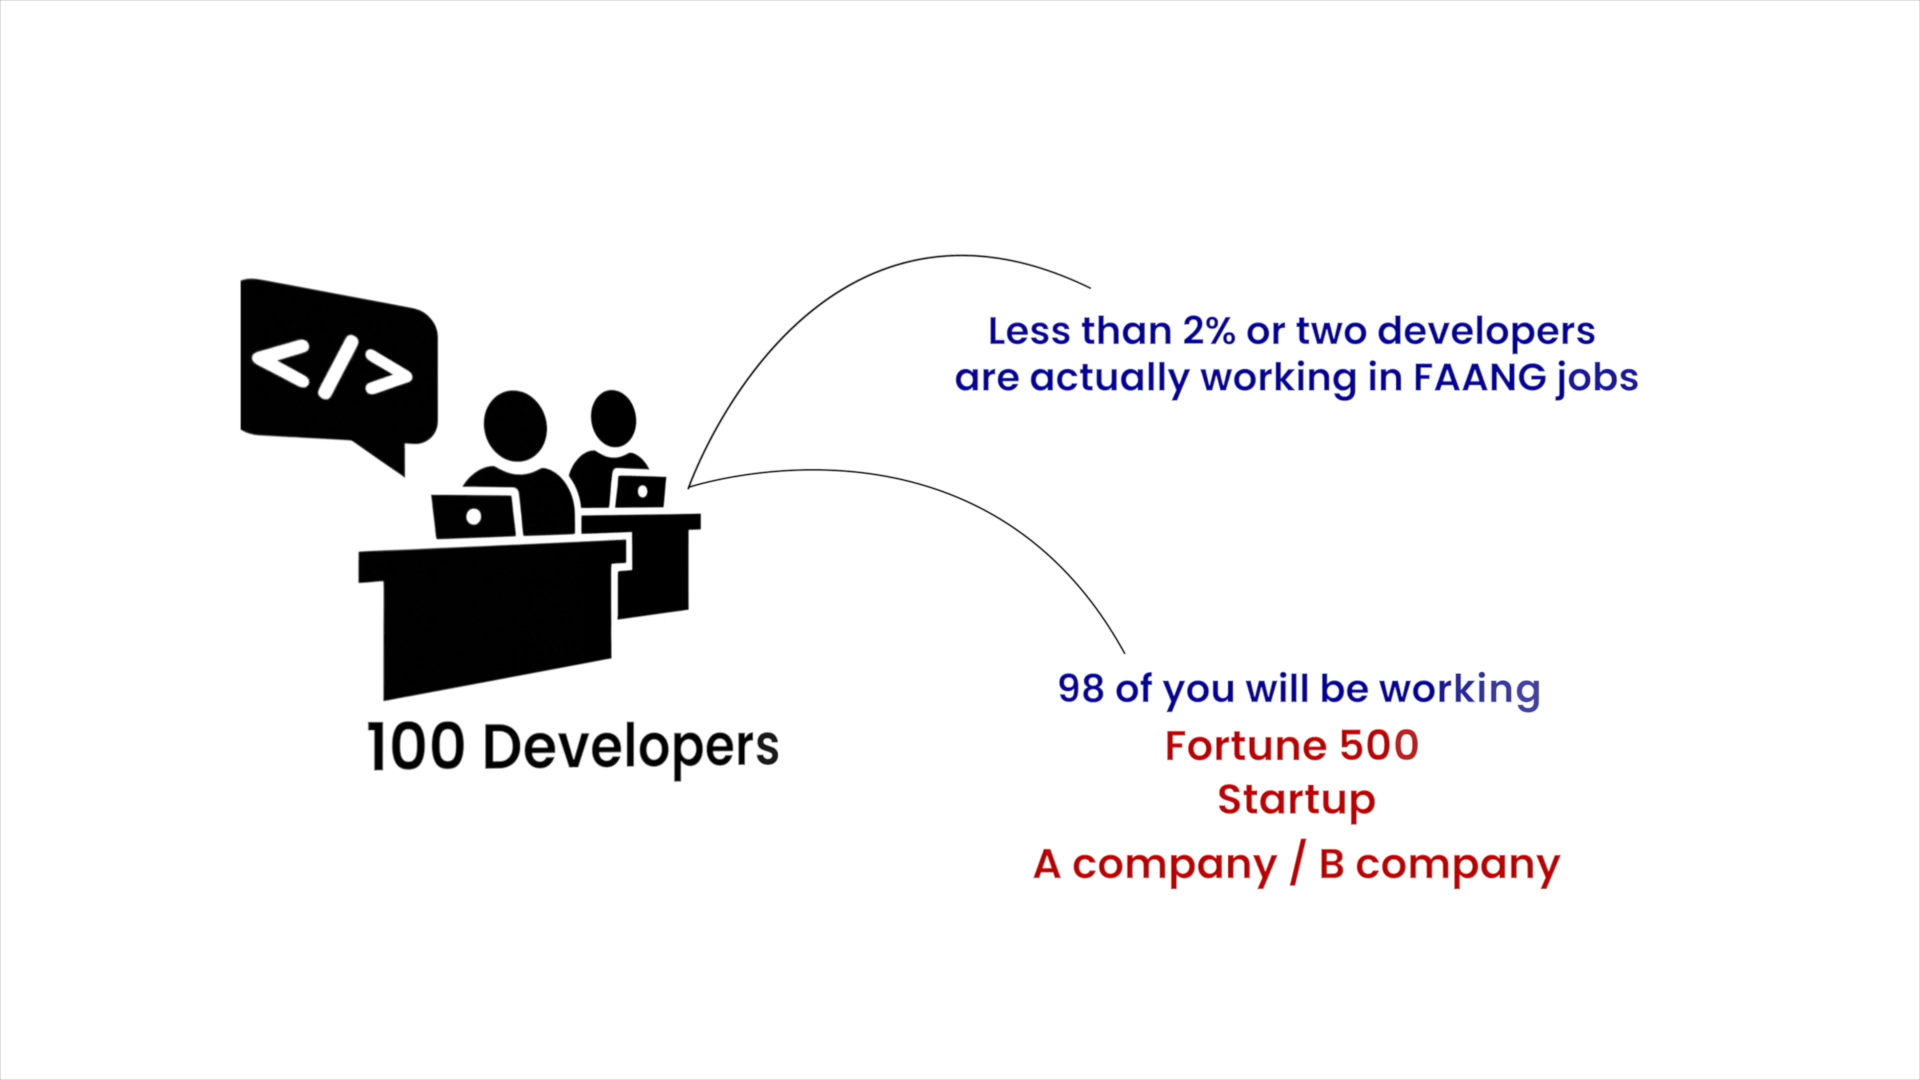 </>
100 Developers
Less than 2% or two developers
are actually working in FAANG jobs
98 of you will be working
Fortune 500
Startup
A company / B company